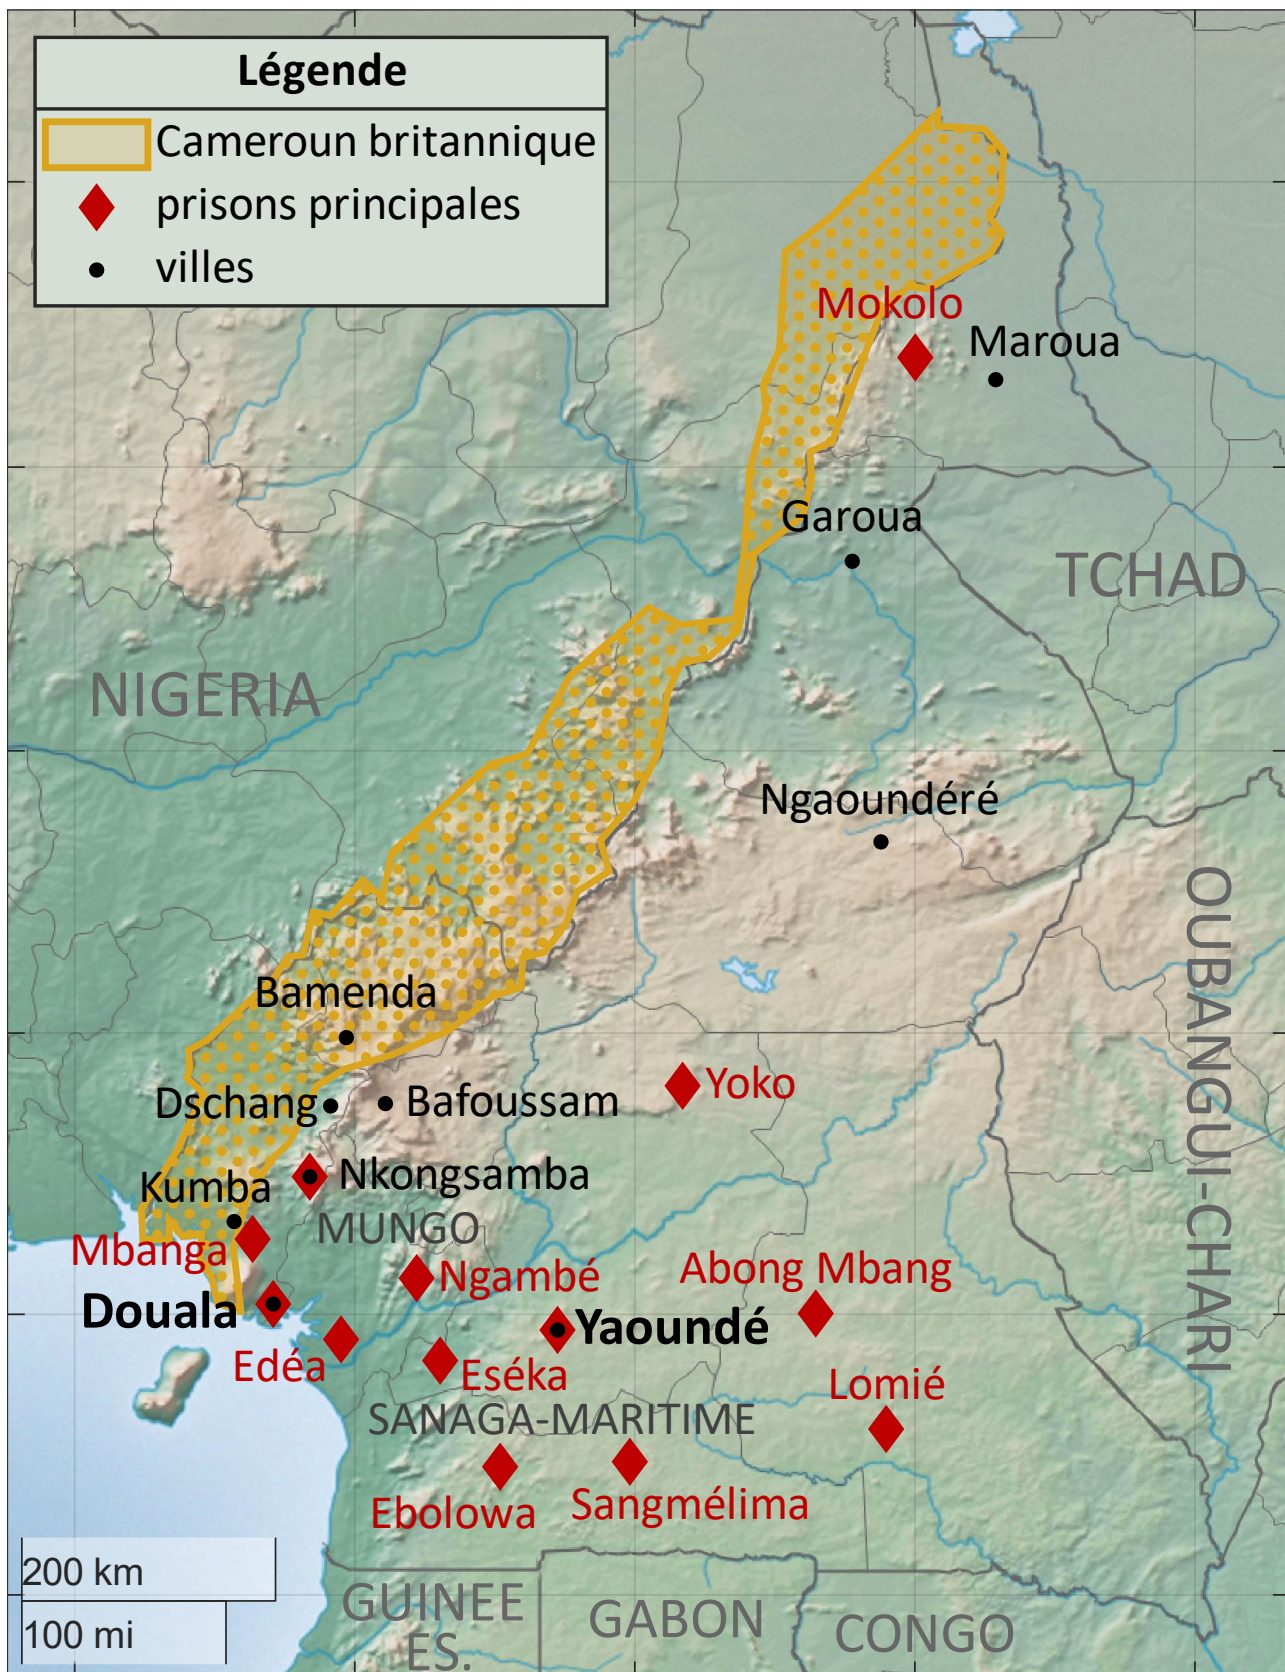 Légende
Cameroun britannique
prisons principales
villes
Mokolo
Maroua
Garoua
TCHAD
NIGERIA
Ngaoundéré
OUBANGUI-CHARI
Bamenda
Yoko
Dschang
Bafoussam
Nkongsamba
Kumba
MUNGO
Mbanga
Ngambé
Abong Mbang
Douala
Yaoundé
Edéa
Eséka
Lomié
SANAGA-MARITIME
Ebolowa
Sangmélima
200 km
100 mi
GUINEE
ES.
GABON
CONGO